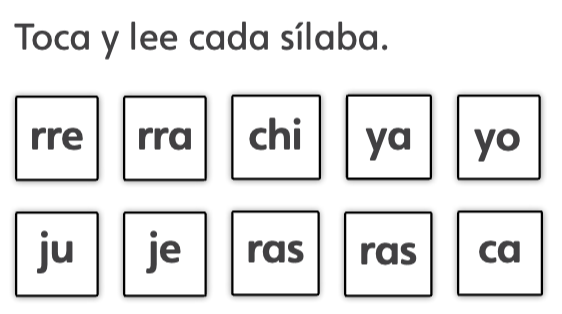 Toca y lee cada sílaba.
rre rra chi ya yo
ju je ras ras ca